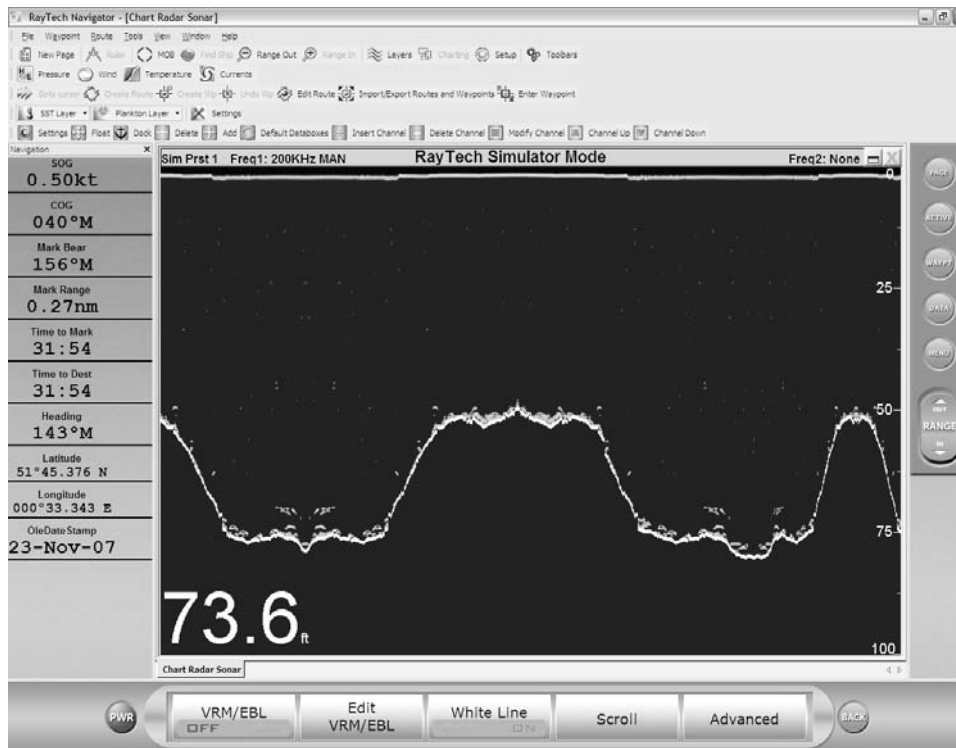 RayTech Navigator - [Chart Radar Sonar]
File Waypoint Route Tools View Window Help
New Page Ruler MOB Find Ship Range Out Range In Layers Charting Setup Toolbars
Pressure Wind Temperature Currents
Goto cursor Create Route Create Wp Undo Wp Edit Route Import/Export Routes and Waypoints Enter Waypoint
SST Layer Plankton Layer Settings
Settings Float Dock Delete Add Default Databoxes Insert Channel Delete Channel Modify Channel Channel Up Channel Down
Navigation
SOG
0.50kt
COG
040°M
Mark Bear
156°M
Mark Range
0.27nm
Time to Mark
31:54
Time to Dest
31:54
Heading
143°M
Latitude
51°45.376 N
Longitude
000°33.343 E
OleDateStamp
23-Nov-07
Sim Prst 1 Freq1: 200KHz MAN RayTech Simulator Mode Freq2: None
0
25
50
75
100
73.6 ft
Chart Radar Sonar
PAGE
ACTIVE
WAYPT
DATA
MENU
OUT
RANGE
IN
PWR
VRM/EBL
OFF
Edit
VRM/EBL
White Line
ON
Scroll
Advanced
BACK